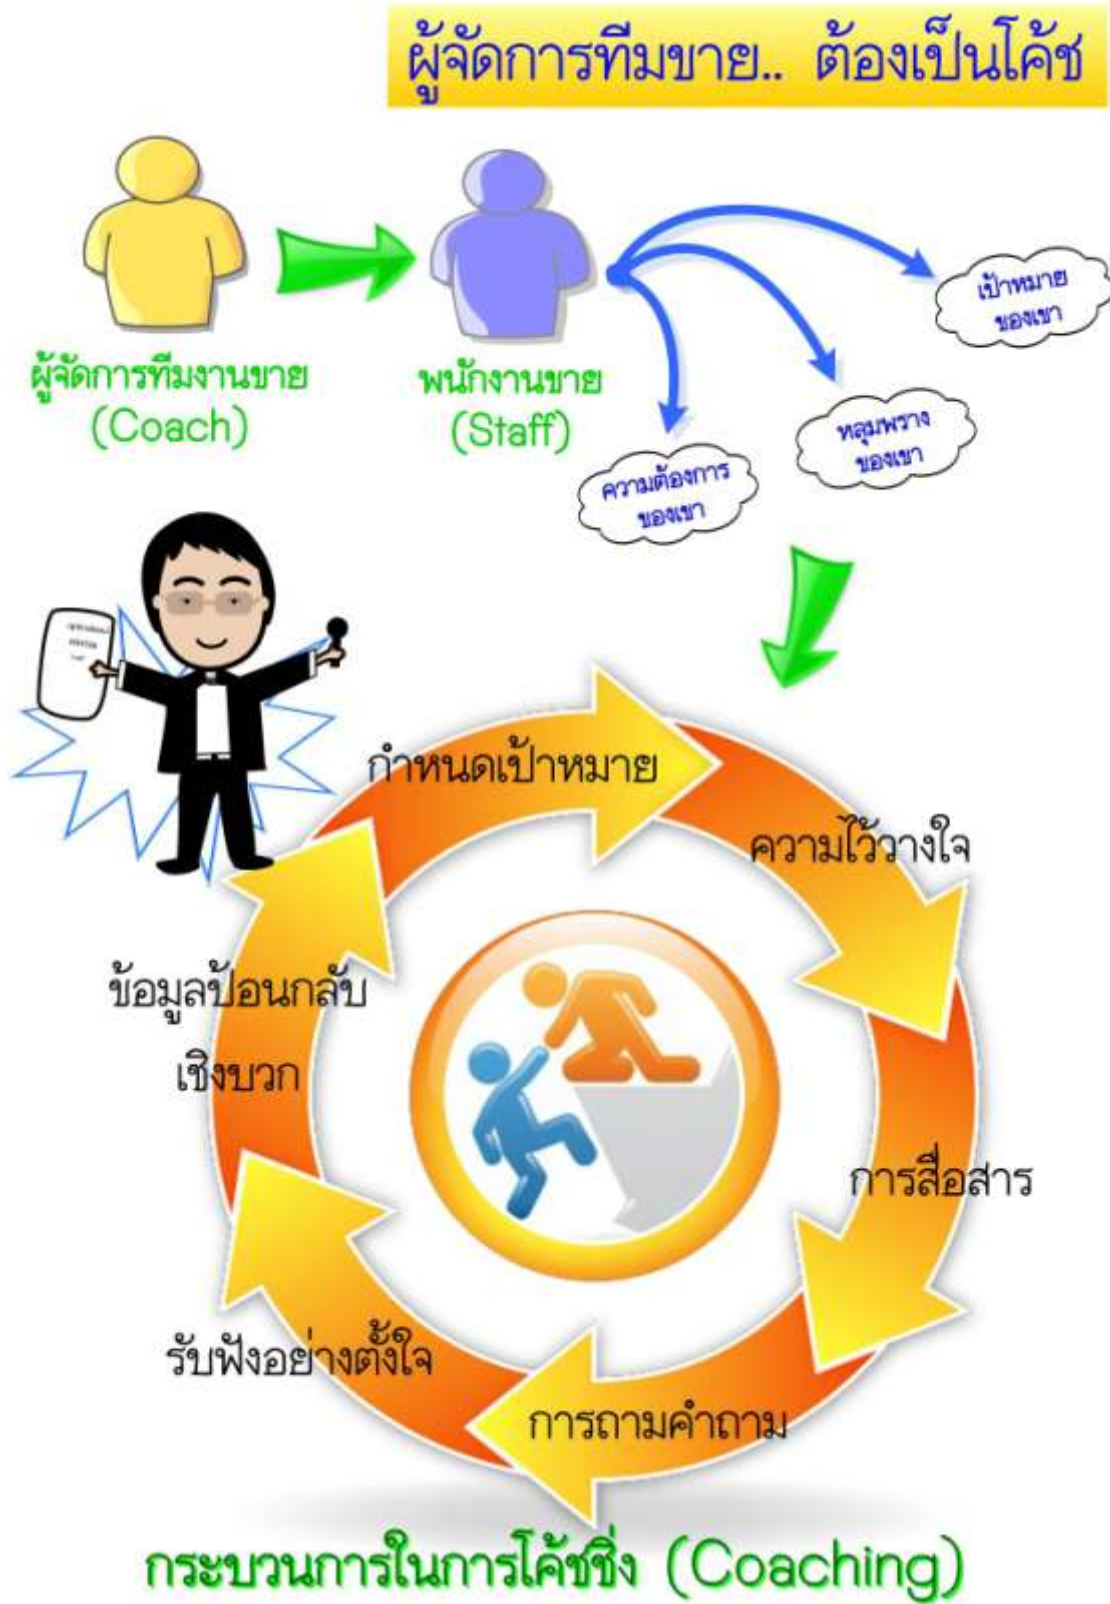 ผู้จัดการทีมขาย.. ต้องเป็นโค้ช
ผู้จัดการทีมงานขาย
(Coach)
พนักงานขาย
(Staff)
เป้าหมาย
ของเขา
หลุมพราง
ของเขา
ความต้องการ
ของเขา
กำหนดเป้าหมาย
ความไว้วางใจ
การสื่อสาร
การถามคำถาม
รับฟังอย่างตั้งใจ
ข้อมูลป้อนกลับ
เชิงบวก
กระบวนการในการโค้ชชิ่ง (Coaching)